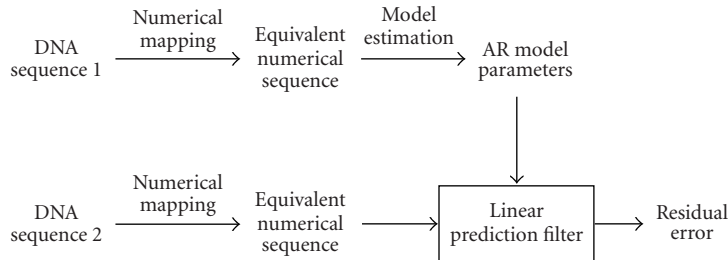 DNA
sequence 1
Numerical
mapping
Equivalent
numerical
sequence
Model
estimation
AR model
parameters
DNA
sequence 2
Numerical
mapping
Equivalent
numerical
sequence
Linear
prediction filter
Residual
error